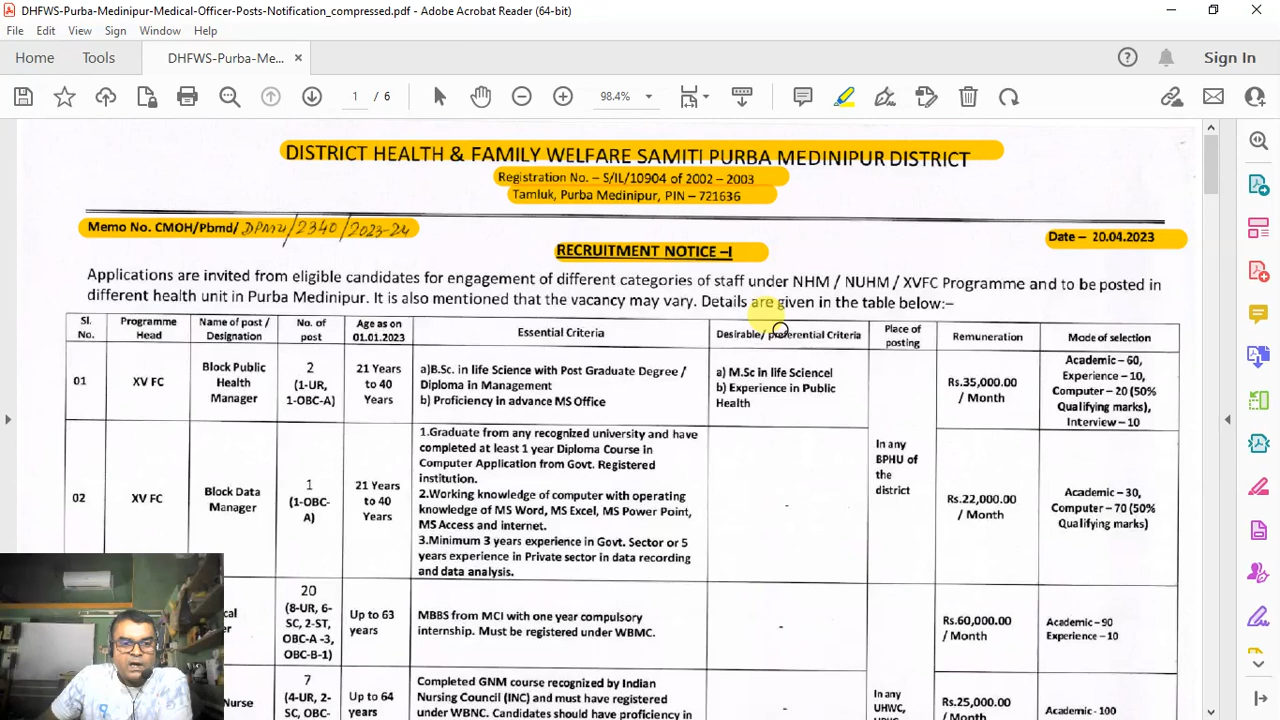 DHFWS-Purba-Medinipur-Medical-Officer-Posts-Notification_compressed.pdf - Adobe Acrobat Reader (64-bit)
File Edit View Sign Window Help
Home Tools DHFWS-Purba-Me... Sign In
1 / 6 98.4%
DISTRICT HEALTH & FAMILY WELFARE SAMITI PURBA MEDINIPUR DISTRICT
Registration No. – S/IL/10904 of 2002 – 2003
Tamluk, Purba Medinipur, PIN – 721636
Memo No. CMOH/Pbmd/ DPMU/2340/2023-24
Date – 20.04.2023
RECRUITMENT NOTICE –I
Applications are invited from eligible candidates for engagement of different categories of staff under NHM / NUHM / XVFC Programme and to be posted in
different health unit in Purba Medinipur. It is also mentioned that the vacancy may vary. Details are given in the table below:–
Sl. No.
Programme Head
Name of post / Designation
No. of post
Age as on 01.01.2023
Essential Criteria
Desirable/ preferential Criteria
Place of posting
Remuneration
Mode of selection
01
XV FC
Block Public
Health
Manager
2
(1-UR,
1-OBC-A)
21 Years
to 40
Years
a)B.Sc. in life Science with Post Graduate Degree /
Diploma in Management
b) Proficiency in advance MS Office
a) M.Sc in life Sciencel
b) Experience in Public
Health
In any
BPHU of
the
district
Rs.35,000.00
/ Month
Academic – 60,
Experience – 10,
Computer – 20 (50%
Qualifying marks),
Interview – 10
02
XV FC
Block Data
Manager
1
(1-OBC-
A)
21 Years
to 40
Years
1.Graduate from any recognized university and have
completed at least 1 year Diploma Course in
Computer Application from Govt. Registered
institution.
2.Working knowledge of computer with operating
knowledge of MS Word, MS Excel, MS Power Point,
MS Access and internet.
3.Minimum 3 years experience in Govt. Sector or 5
years experience in Private sector in data recording
and data analysis.
-
Rs.22,000.00
/ Month
Academic – 30,
Computer – 70 (50%
Qualifying marks)
20
(8-UR, 6-
SC, 2-ST,
OBC-A -3,
OBC-B-1)
Up to 63
years
MBBS from MCI with one year compulsory
internship. Must be registered under WBMC.
-
Rs.60,000.00
/ Month
Academic –90
Experience –10
Nurse
7
(4-UR, 2-
SC, OBC-
Up to 64
years
Completed GNM course recognized by Indian
Nursing Council (INC) and must have registered
under WBNC. Candidates should have proficiency in
-
In any
UHWC,
Rs.25,000.00
/ Month
Academic -100